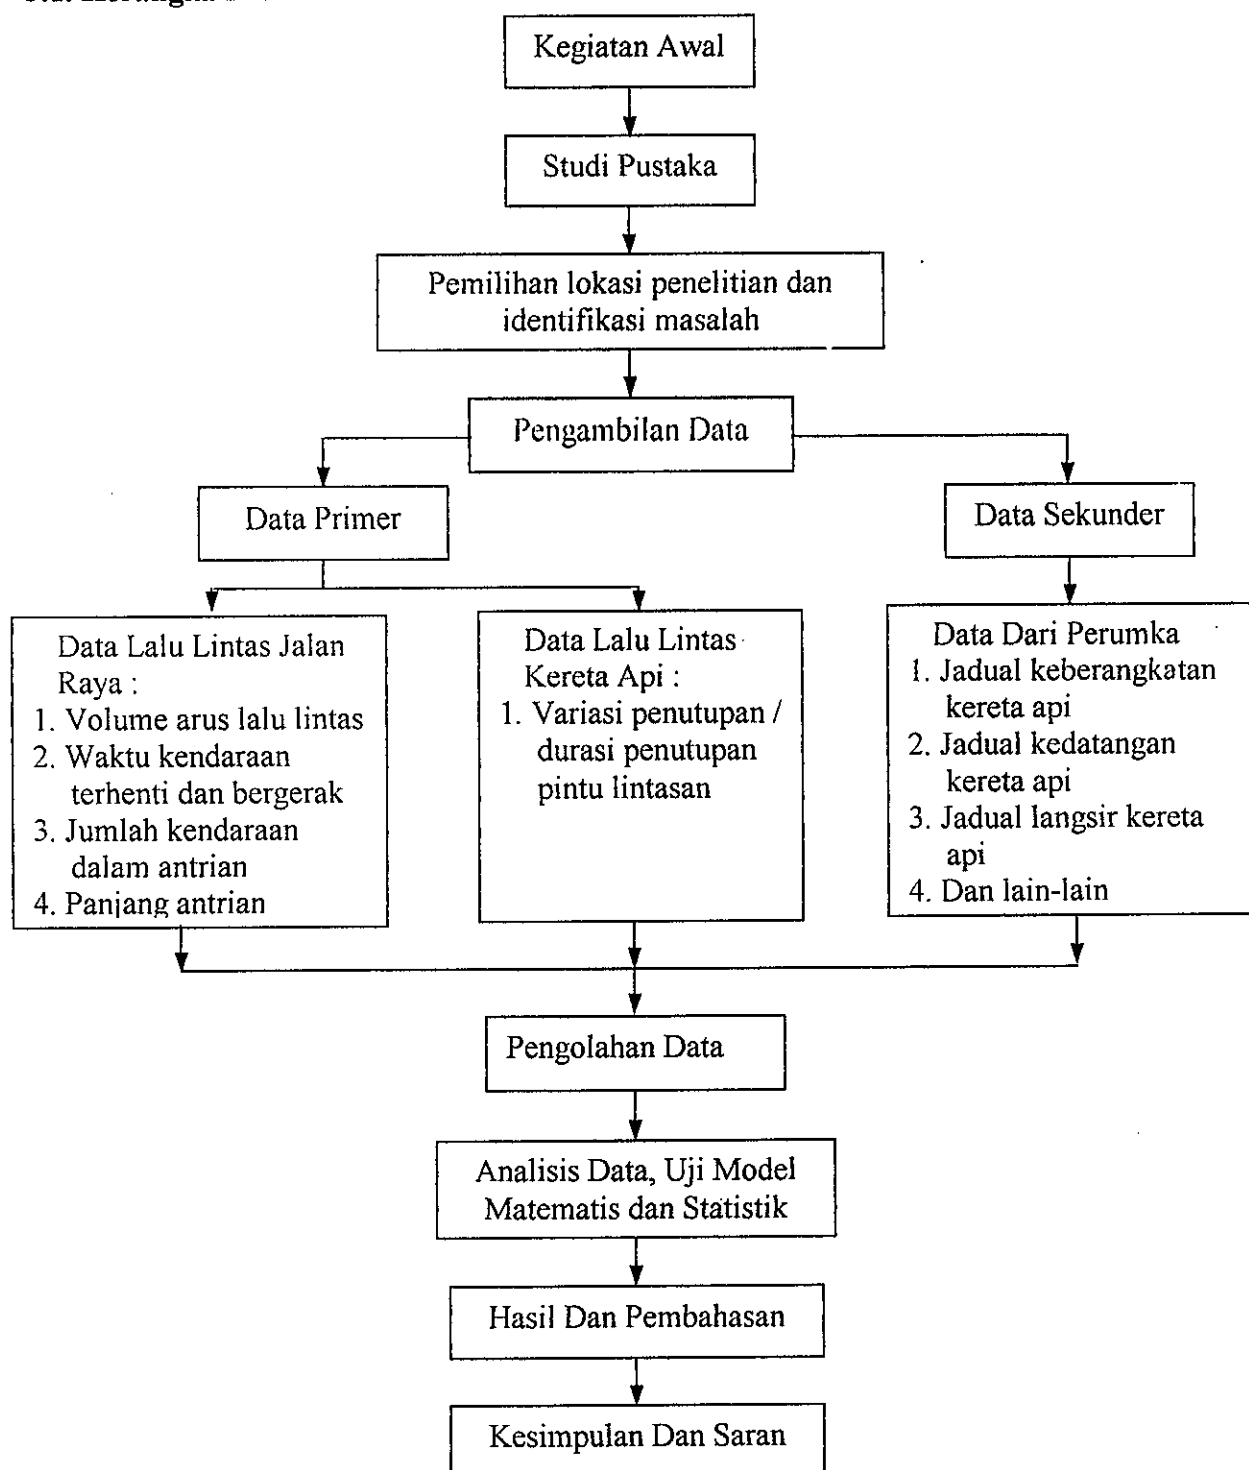 Kegiatan Awal
Studi Pustaka
Pemilihan lokasi penelitian dan
identifikasi masalah
Pengambilan Data
Data Primer
Data Sekunder
Data Lalu Lintas Jalan
Raya :
1. Volume arus lalu lintas
2. Waktu kendaraan
terhenti dan bergerak
3. Jumlah kendaraan
dalam antrian
4. Panjang antrian
Data Lalu Lintas
Kereta Api :
1. Variasi penutupan /
durasi penutupan
pintu lintasan
Data Dari Perumka
1. Jadual keberangkatan
kereta api
2. Jadual kedatangan
kereta api
3. Jadual langsir kereta
api
4. Dan lain-lain
Pengolahan Data
Analisis Data, Uji Model
Matematis dan Statistik
Hasil Dan Pembahasan
Kesimpulan Dan Saran